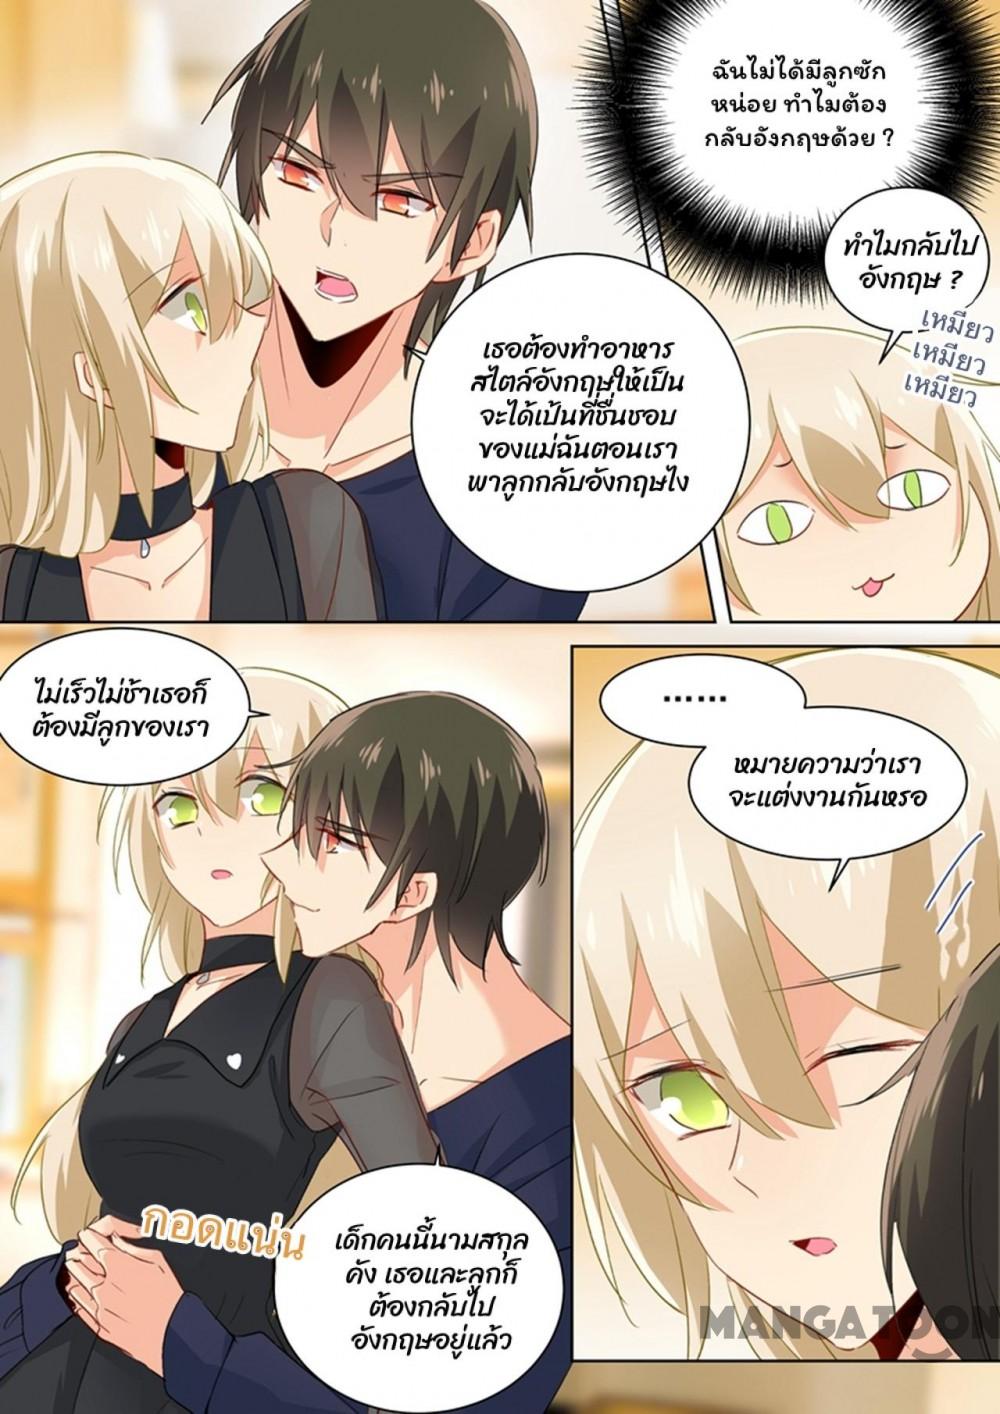 ฉันไม่ได้มีลูกซัก
หน่อย ทำไมต้อง
กลับอังกฤษด้วย ?
ทำไมกลับไป
อังกฤษ ?
เหมียว
เหมียว
เหมียว
เธอต้องทำอาหาร
สไตล์อังกฤษให้เป็น
จะได้เป้นที่ชื่นชอบ
ของแม่ฉันตอนเรา
พาลูกกลับอังกฤษไง
ไม่เร็วไม่ช้าเธอก็
ต้องมีลูกของเรา
......
หมายความว่าเรา
จะแต่งงานกันหรอ
กอดแน่น
เด็กคนนี้นามสกุล
คัง เธอและลูกก็
ต้องกลับไป
อังกฤษอยู่แล้ว
MANGATOON